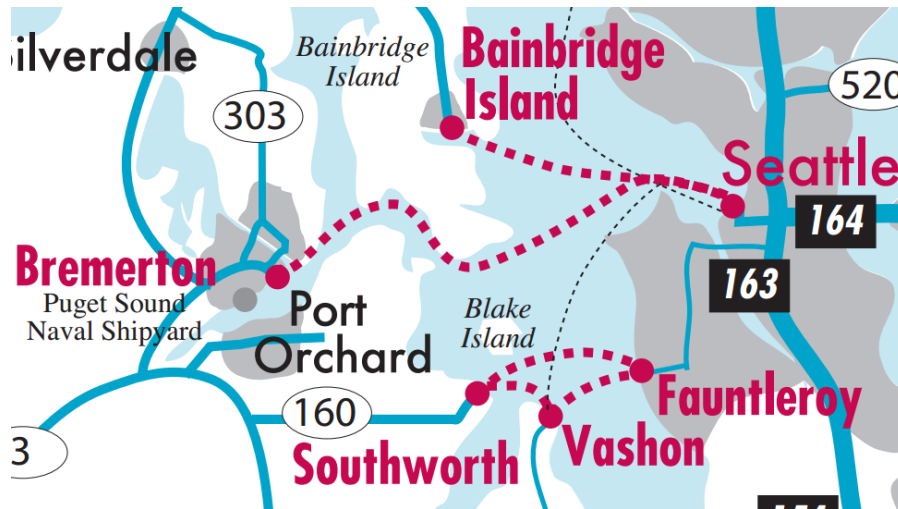 ilverdale
Bainbridge
Island
Bainbridge
Island
520
303
Seattle
164
Bremerton
Puget Sound
Naval Shipyard
163
Port
Orchard
Blake
Island
160
Fauntleroy
Vashon
Southworth
3